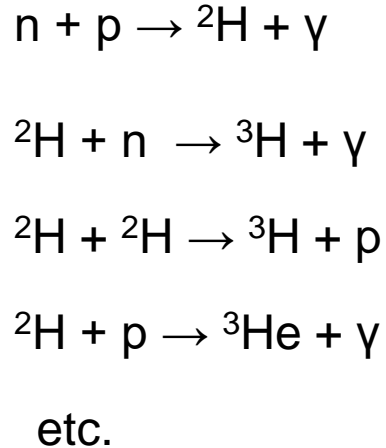 n + p → ²H + γ
²H + n → ³H + γ
²H + ²H → ³H + p
²H + p → ³He + γ
etc.